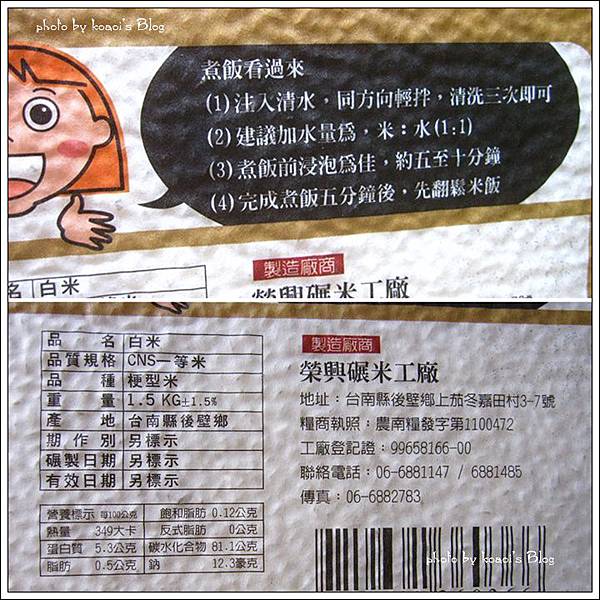 photo by koaoi's Blog
煮飯看過來
(1) 注入清水，同方向輕拌，清洗三次即可
(2) 建議加水量為，米：水(1:1)
(3) 煮飯前浸泡為佳，約五至十分鐘
(4) 完成煮飯五分鐘後，先翻鬆米飯
白米
製造廠商
榮興碾米工廠
品名 白米
品質規格 CNS一等米
品種 粳型米
重量 1.5 KG±1.5%
產地 台南縣後壁鄉
期作別 另標示
碾製日期 另標示
有效日期 另標示
營養標示 每100公克 飽和脂肪 0.12公克
熱量 349大卡 反式脂肪 0公克
蛋白質 5.3公克 碳水化合物 81.1公克
脂肪 0.5公克 鈉 12.3豪克
製造廠商
榮興碾米工廠
地址：台南縣後壁鄉上茄冬嘉田村3-7號
糧商執照：農南糧發字第1100472
工廠登記證：99658166-00
聯絡電話：06-6881147 / 6881485
傳真：06-6882783
photo by koaoi's Blog